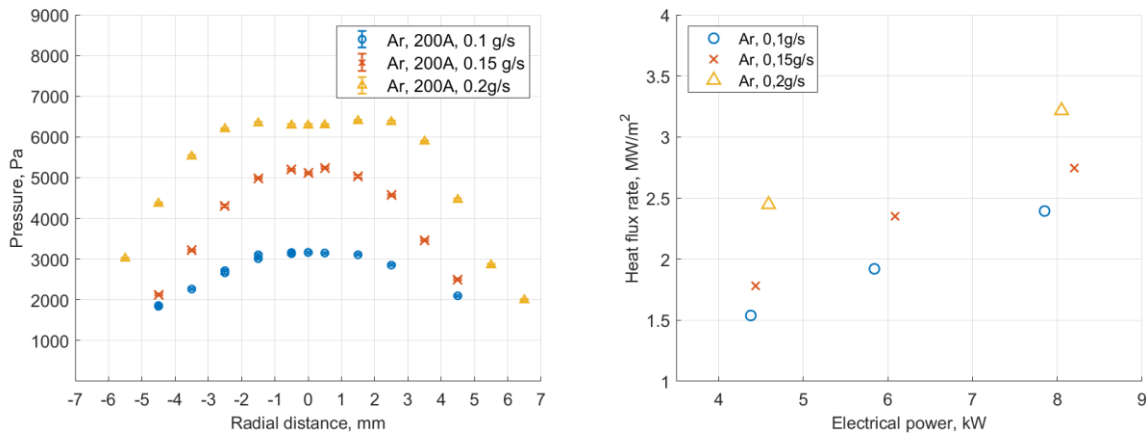 9000
8000
7000
6000
5000
4000
3000
2000
1000
Pressure, Pa
-7 -6 -5 -4 -3 -2 -1 0 1 2 3 4 5 6 7
Radial distance, mm
Ar, 200A, 0.1 g/s
Ar, 200A, 0.15 g/s
Ar, 200A, 0.2g/s
4
3.5
3
2.5
2
1.5
1
Heat flux rate, MW/m²
4 5 6 7 8 9
Electrical power, kW
Ar, 0,1g/s
Ar, 0,15g/s
Ar, 0,2g/s